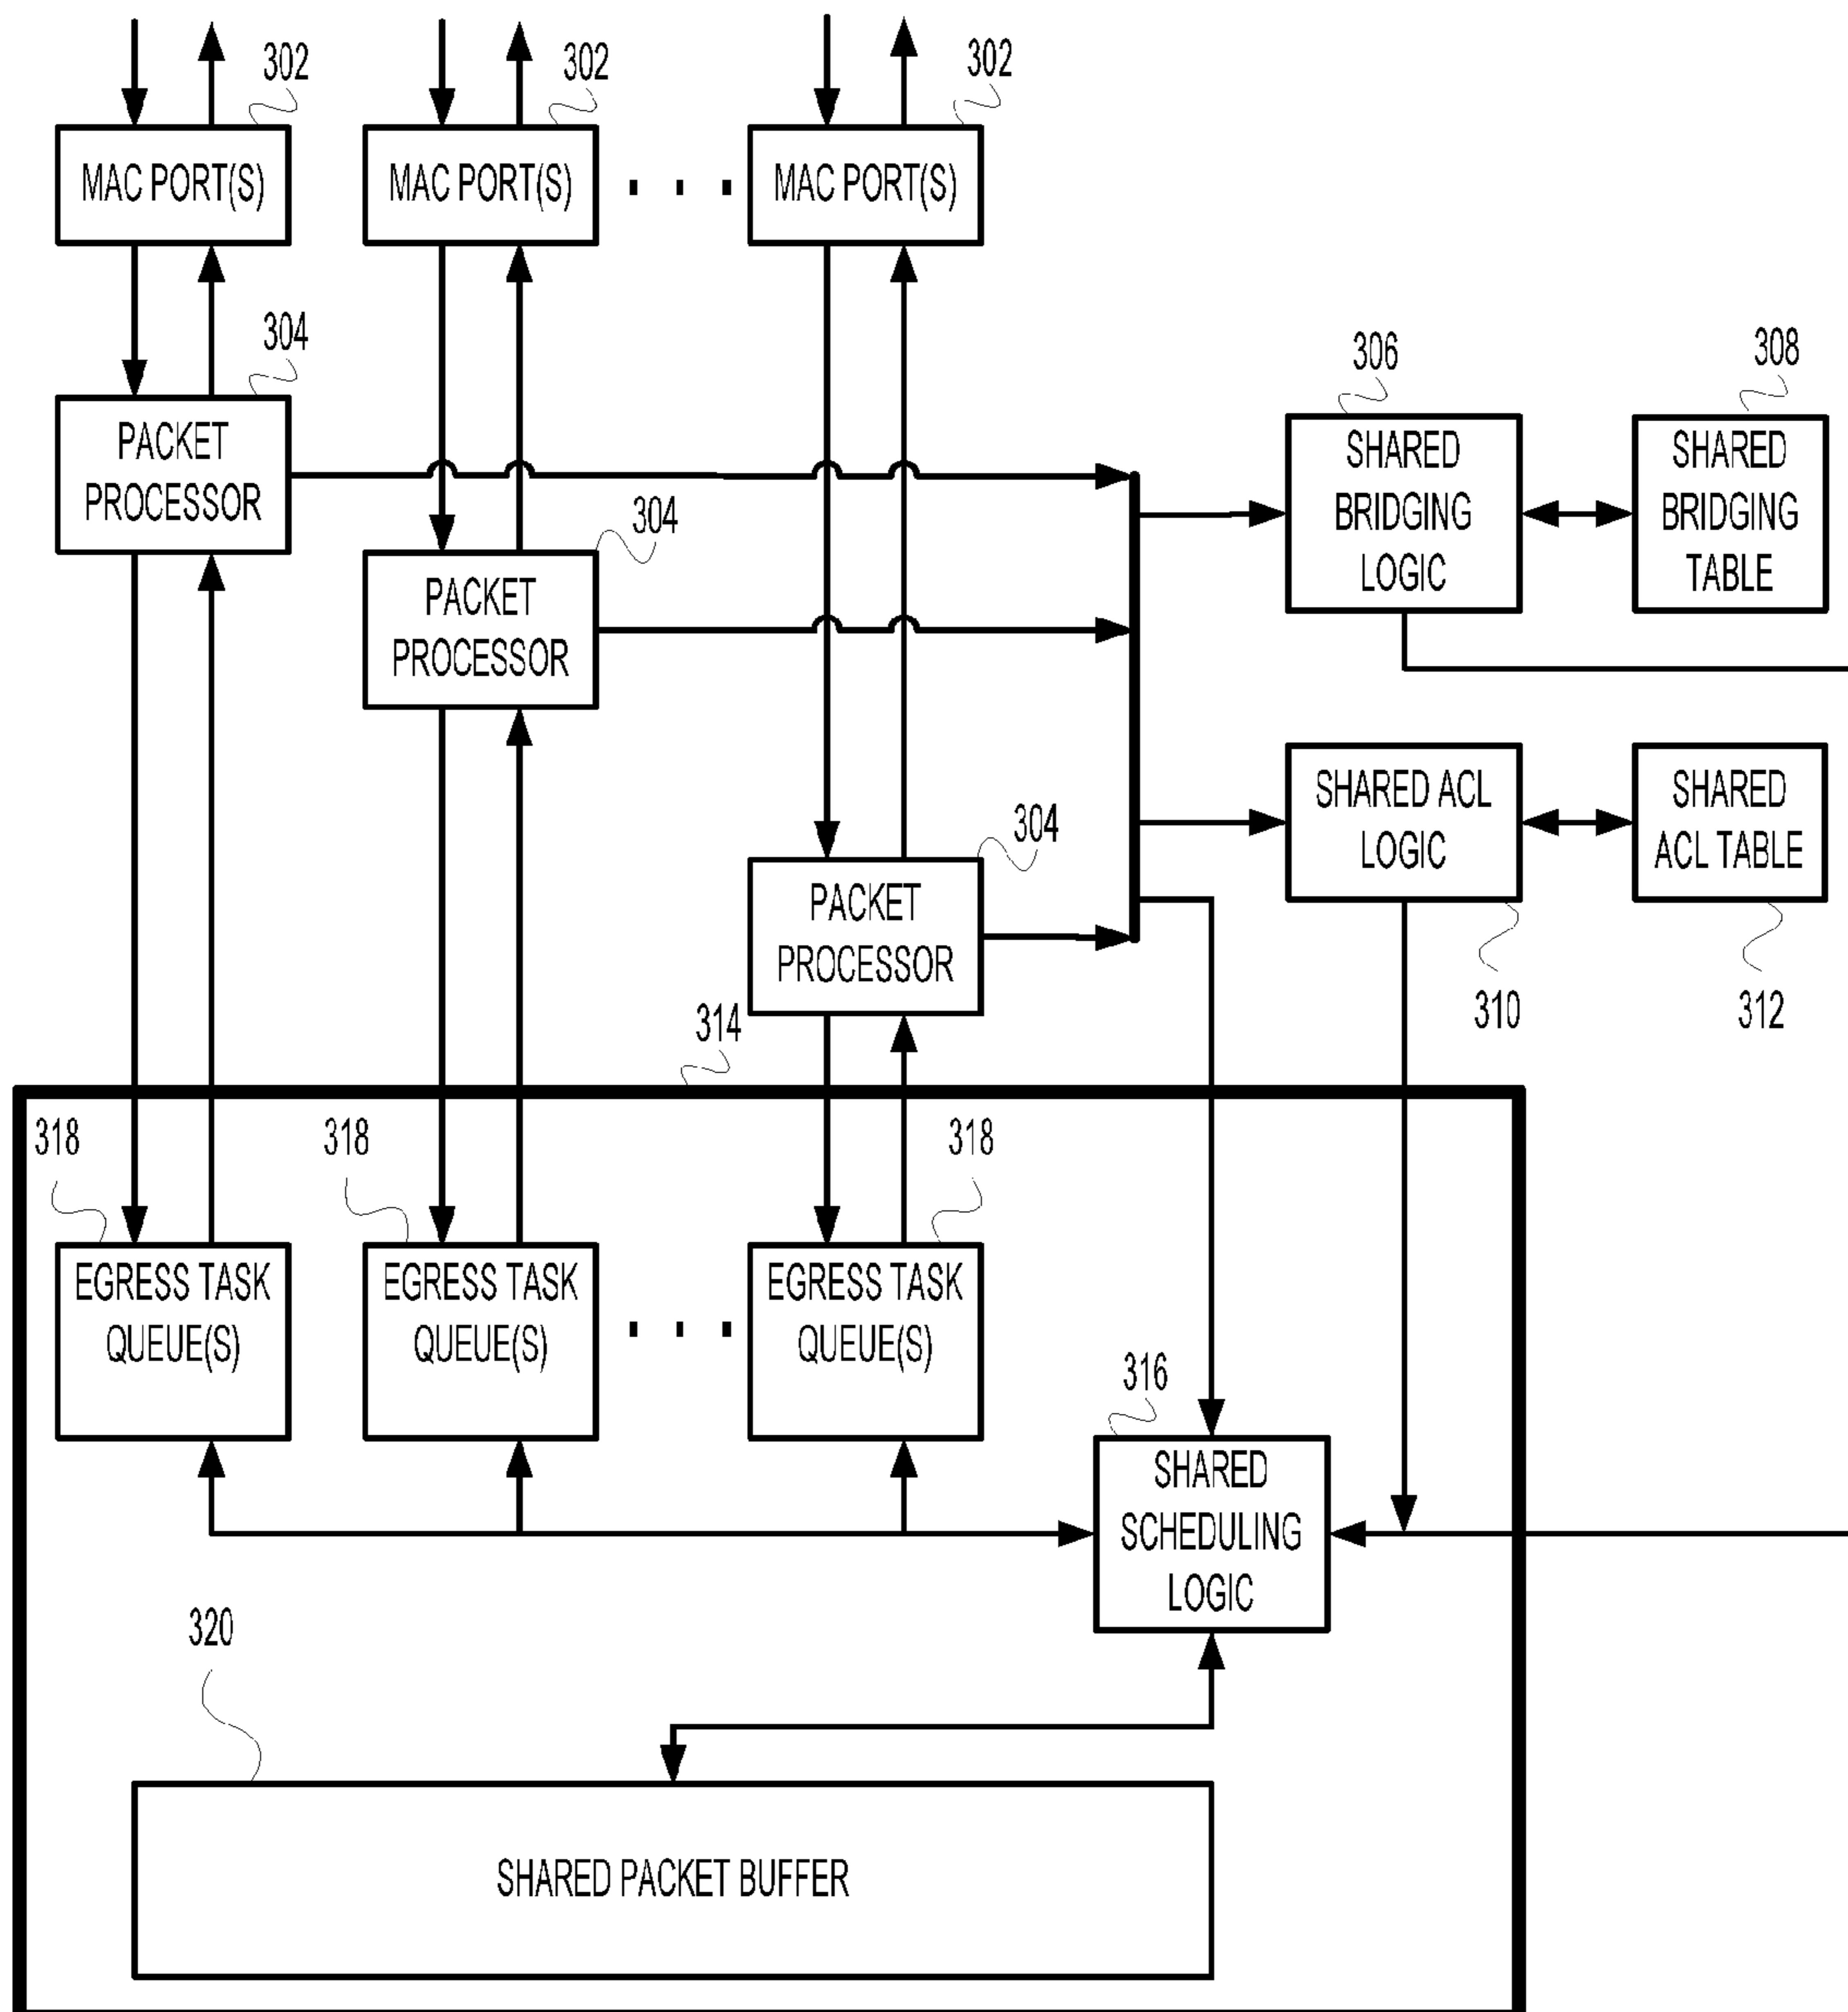 302
302
302
MAC PORT(S)
MAC PORT(S)
. . .
MAC PORT(S)
304
PACKET
PROCESSOR
304
PACKET
PROCESSOR
304
PACKET
PROCESSOR
306
SHARED
BRIDGING
LOGIC
308
SHARED
BRIDGING
TABLE
SHARED ACL
LOGIC
310
SHARED
ACL TABLE
312
314
318
318
318
EGRESS TASK
QUEUE(S)
EGRESS TASK
QUEUE(S)
. . .
EGRESS TASK
QUEUE(S)
316
SHARED
SCHEDULING
LOGIC
320
SHARED PACKET BUFFER